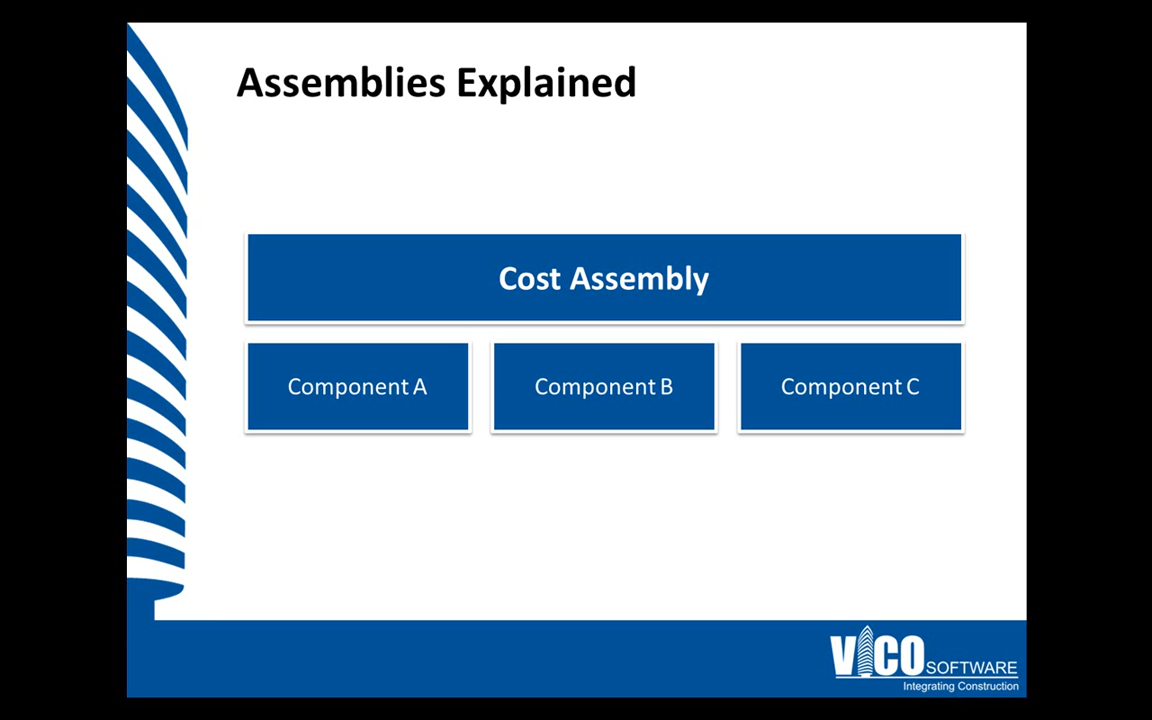 Assemblies Explained
Cost Assembly
Component A
Component B
Component C
VICO SOFTWARE
Integrating Construction